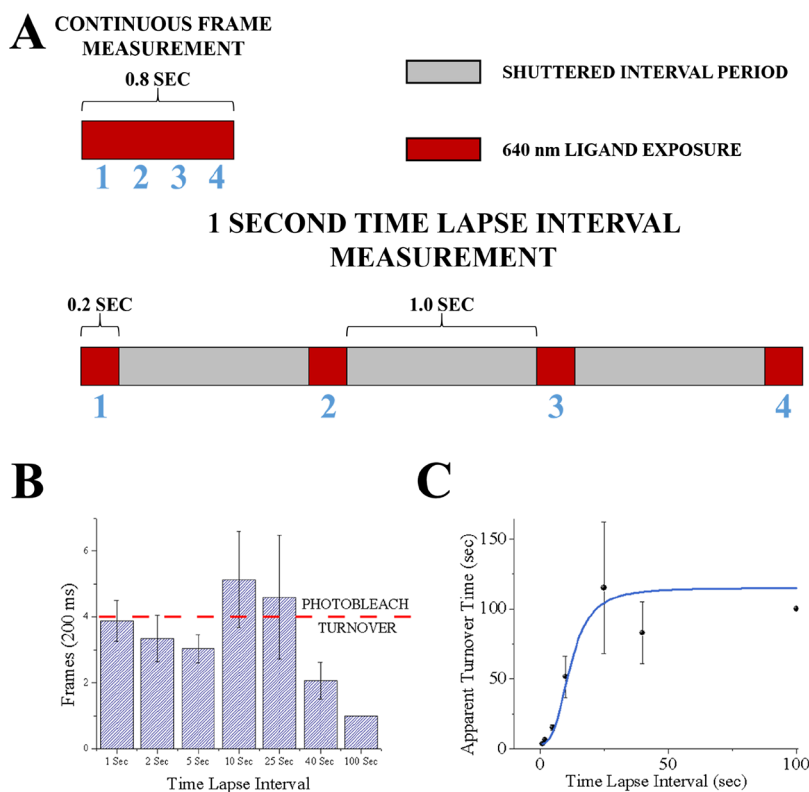 A
CONTINUOUS FRAME
MEASUREMENT
0.8 SEC
1 2 3 4
SHUTTERED INTERVAL PERIOD
640 nm LIGAND EXPOSURE
1 SECOND TIME LAPSE INTERVAL
MEASUREMENT
0.2 SEC
1.0 SEC
1 2 3 4
B
Frames (200 ms)
6
4
2
0
PHOTOBLEACH
TURNOVER
1 Sec 2 Sec 5 Sec 10 Sec 25 Sec 40 Sec 100 Sec
Time Lapse Interval
C
Apparent Turnover Time (sec)
150
100
50
0
0 50 100
Time Lapse Interval (sec)